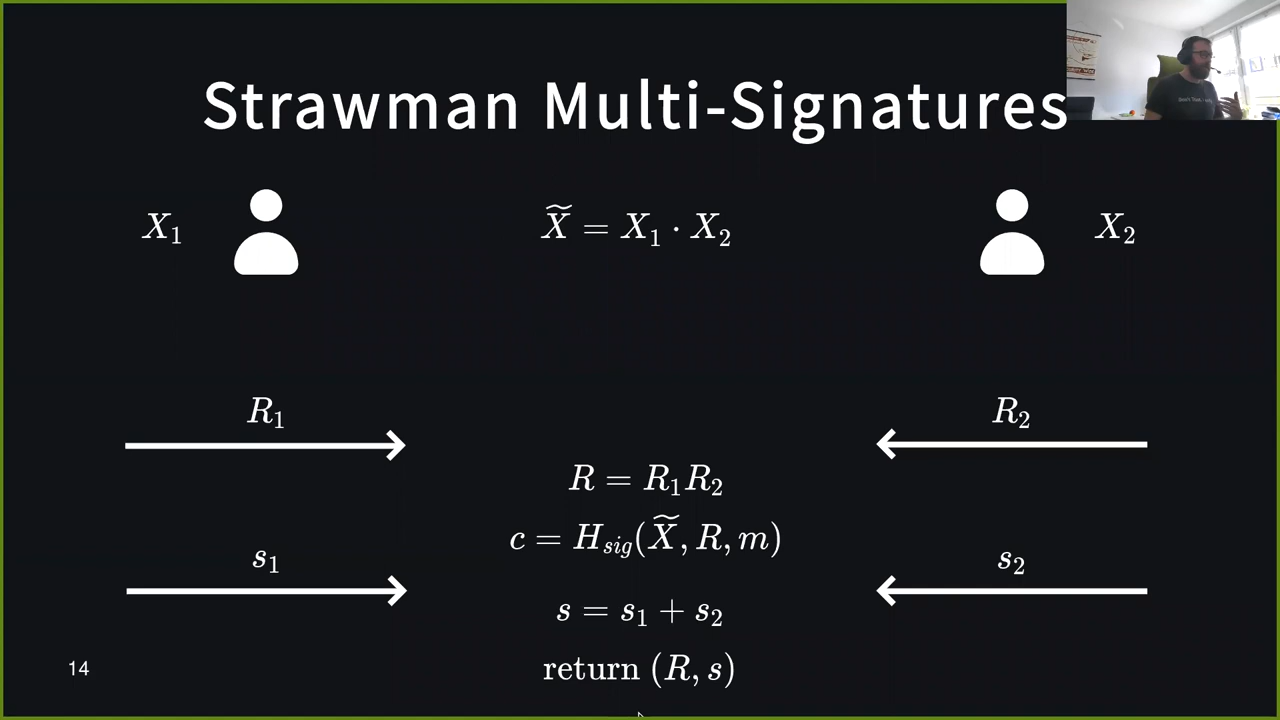 Strawman Multi-Signatures
X₁
X̃ = X₁ · X₂
X₂
R₁
R₂
R = R₁R₂
c = H_sig(X̃, R, m)
s₁
s₂
s = s₁ + s₂
return (R, s)
14